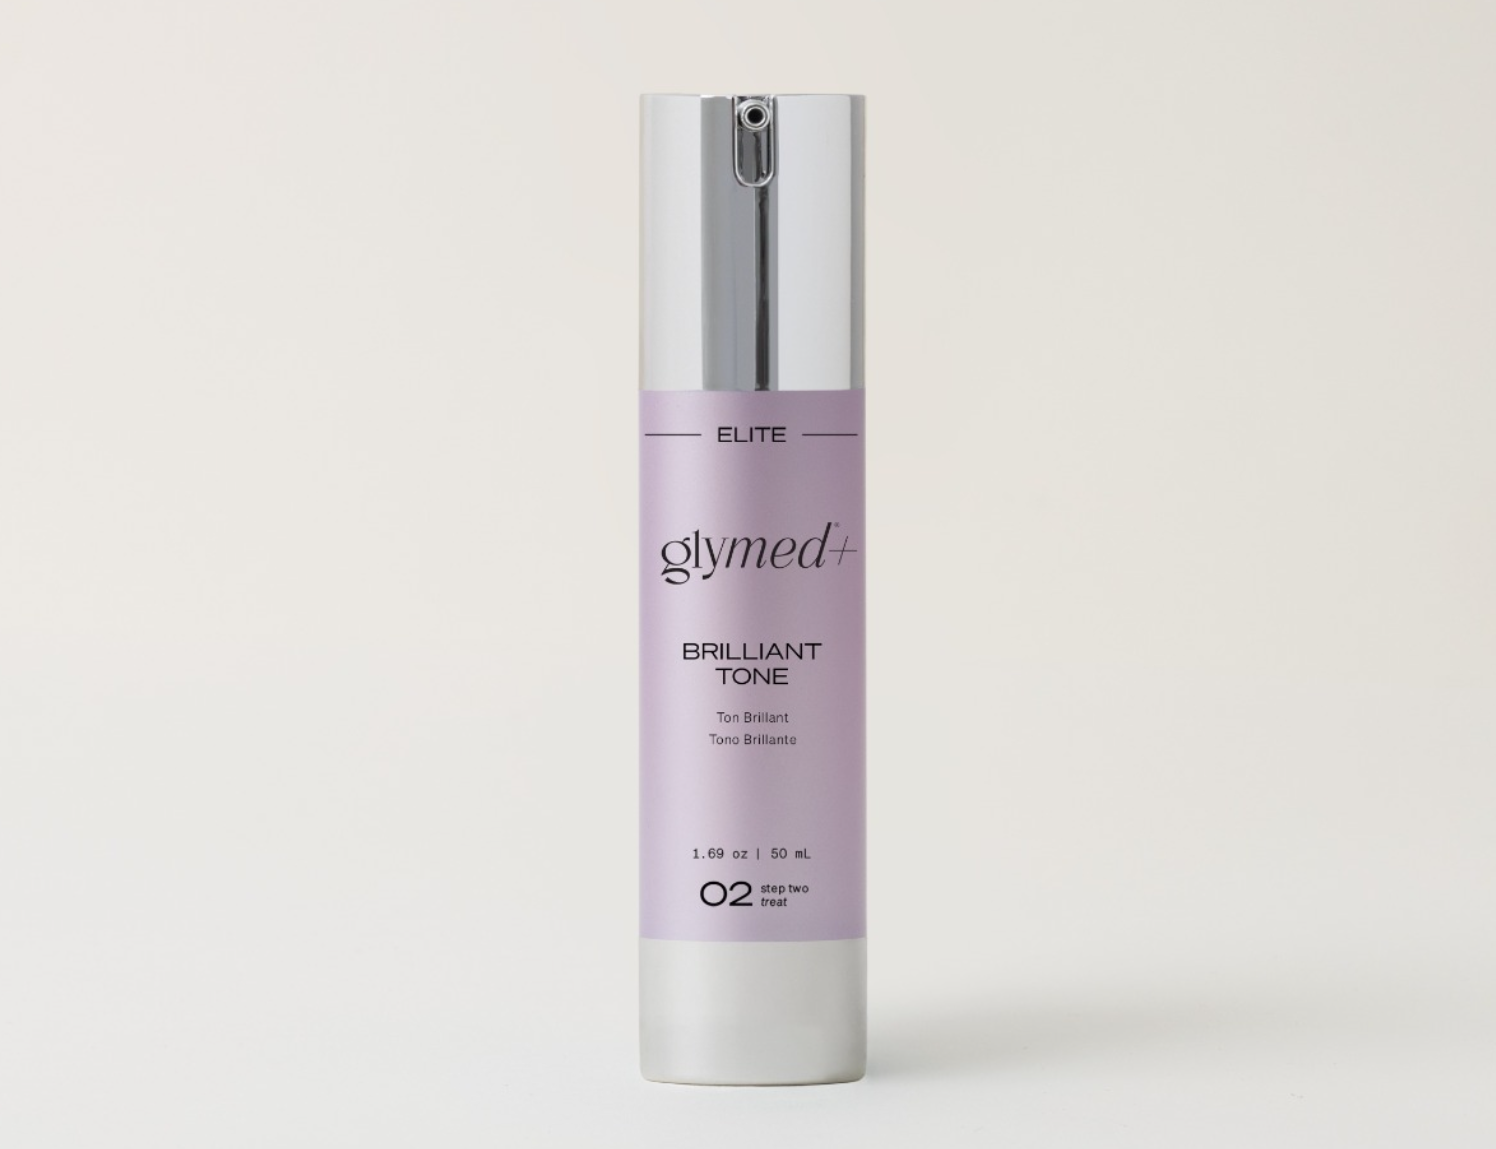 ELITE
glymed®+
BRILLIANT
TONE
Ton Brillant
Tono Brillante
1.69 oz | 50 mL
02 step two
treat